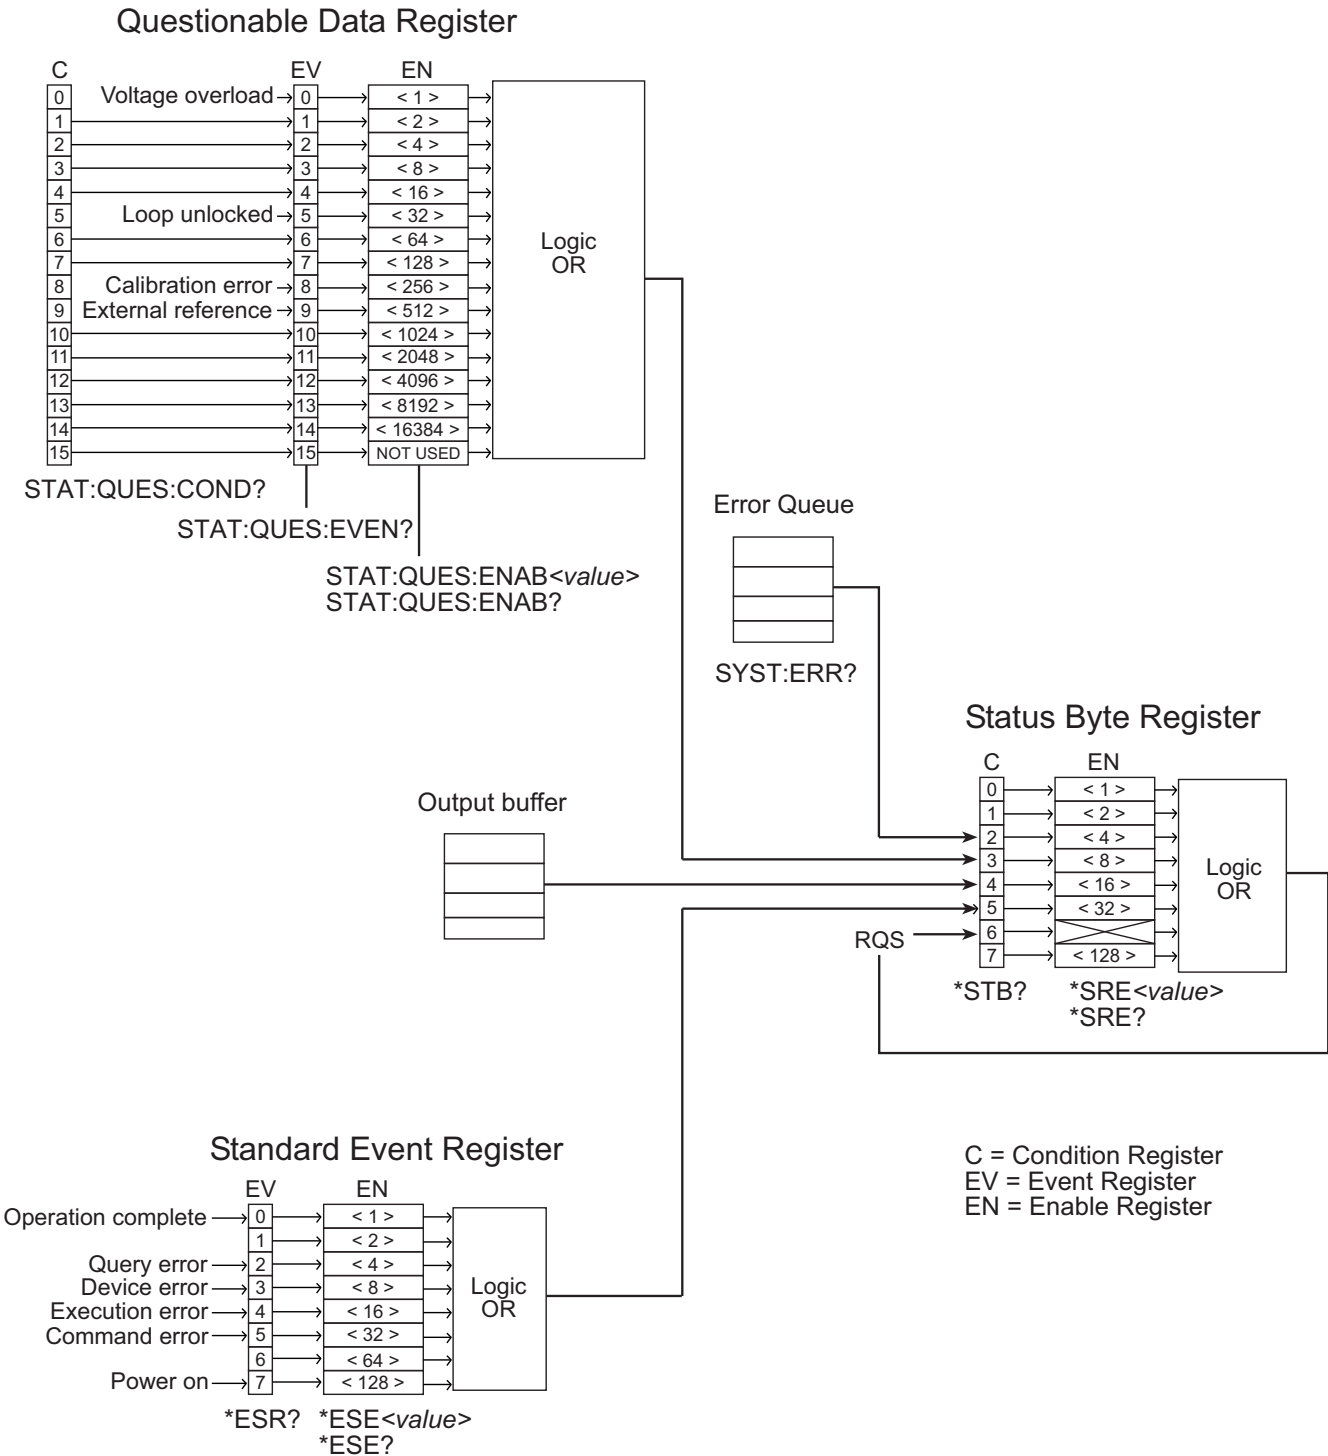 Questionable Data Register
C EV EN
0 Voltage overload 0 < 1 >
1 1 < 2 >
2 2 < 4 >
3 3 < 8 >
4 4 < 16 >
5 Loop unlocked 5 < 32 >
6 6 < 64 >
7 7 < 128 >
8 Calibration error 8 < 256 >
9 External reference 9 < 512 >
10 10 < 1024 >
11 11 < 2048 >
12 12 < 4096 >
13 13 < 8192 >
14 14 < 16384 >
15 15 NOT USED
Logic
OR
STAT:QUES:COND?
STAT:QUES:EVEN?
STAT:QUES:ENAB<value>
STAT:QUES:ENAB?
Error Queue
SYST:ERR?
Output buffer
Status Byte Register
C EN
0 < 1 >
1 < 2 >
2 < 4 >
3 < 8 >
4 < 16 >
5 < 32 >
RQS 6
7 < 128 >
Logic
OR
*STB?
*SRE<value>
*SRE?
Standard Event Register
EV EN
Operation complete 0 < 1 >
1 < 2 >
Query error 2 < 4 >
Device error 3 < 8 >
Execution error 4 < 16 >
Command error 5 < 32 >
6 < 64 >
Power on 7 < 128 >
Logic
OR
*ESR?
*ESE<value>
*ESE?
C = Condition Register
EV = Event Register
EN = Enable Register